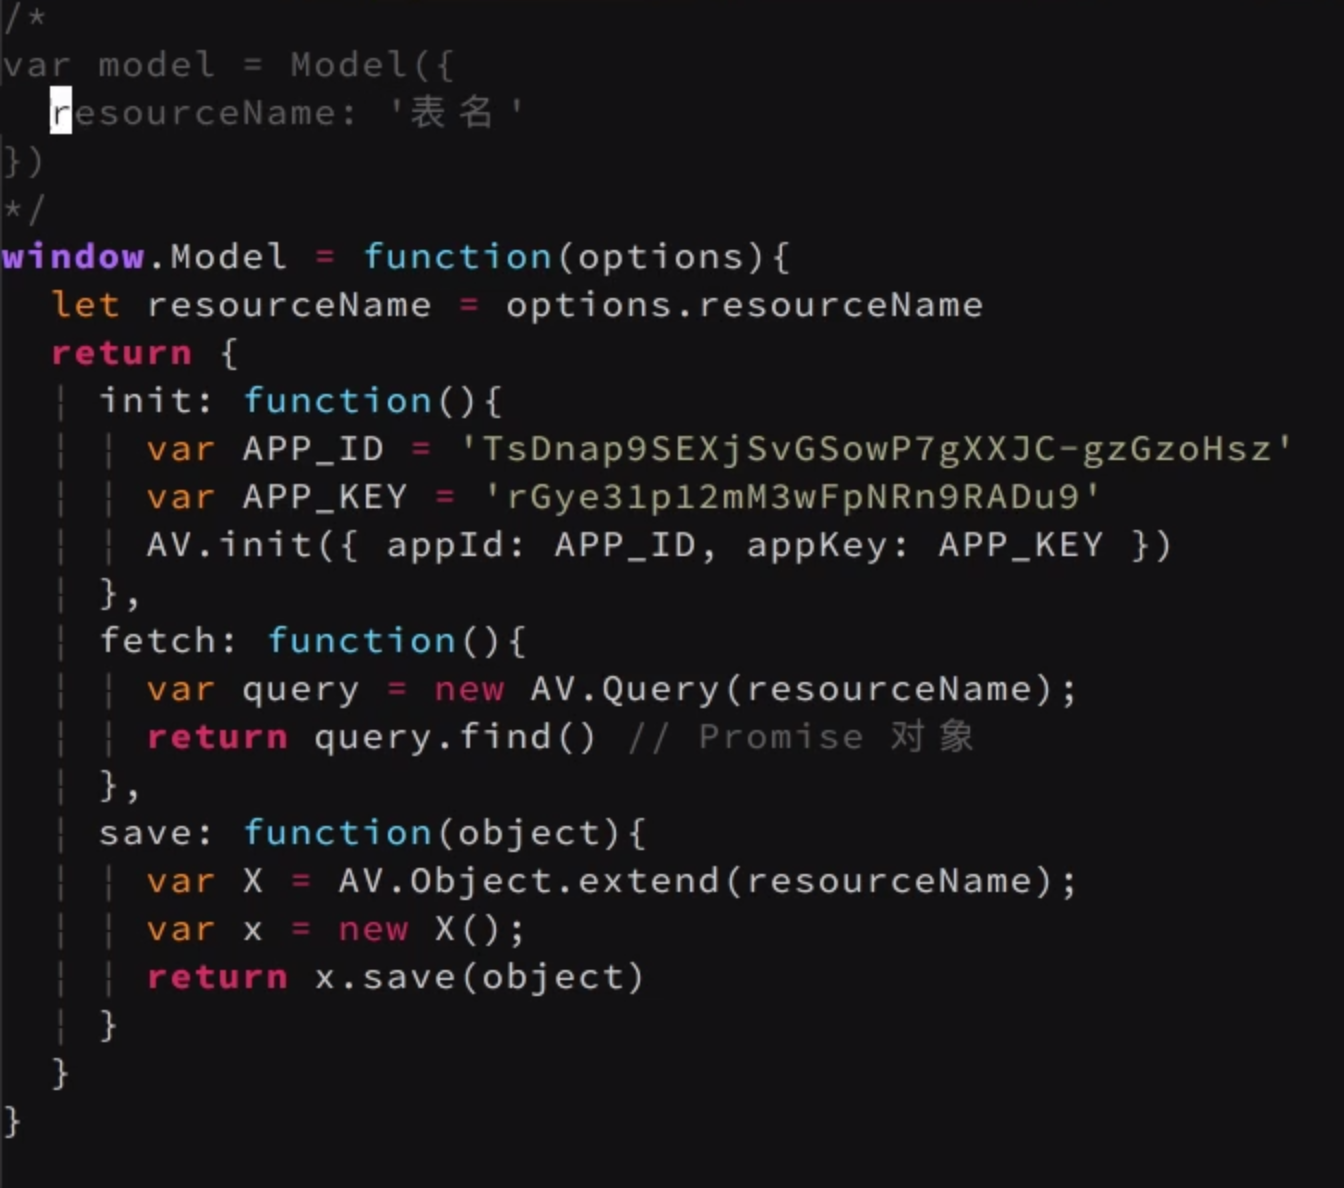 /*
var model = Model({
  resourceName: '表名'
})
*/
window.Model = function(options){
  let resourceName = options.resourceName
  return {
    init: function(){
      var APP_ID = 'TsDnap9SEXjSvGSowP7gXXJC-gzGzoHsz'
      var APP_KEY = 'rGye31p12mM3wFpNRn9RADu9'
      AV.init({ appId: APP_ID, appKey: APP_KEY })
    },
    fetch: function(){
      var query = new AV.Query(resourceName);
      return query.find() // Promise 对象
    },
    save: function(object){
      var X = AV.Object.extend(resourceName);
      var x = new X();
      return x.save(object)
    }
  }
}